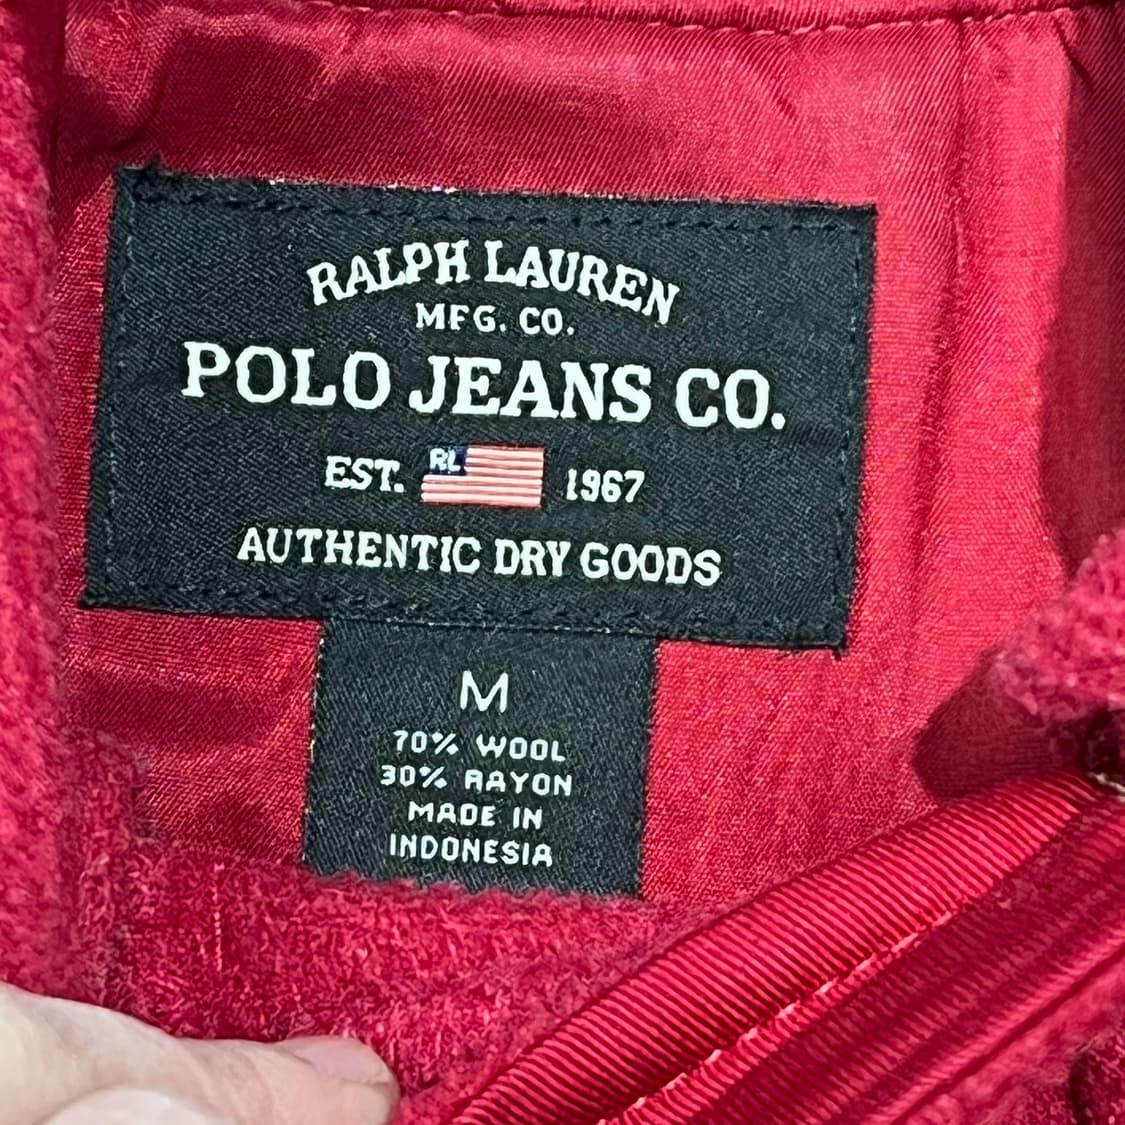 RALPH LAUREN
MFG. CO.
POLO JEANS CO.
EST. RL 1967
AUTHENTIC DRY GOODS
M
70% WOOL
30% RAYON
MADE IN
INDONESIA